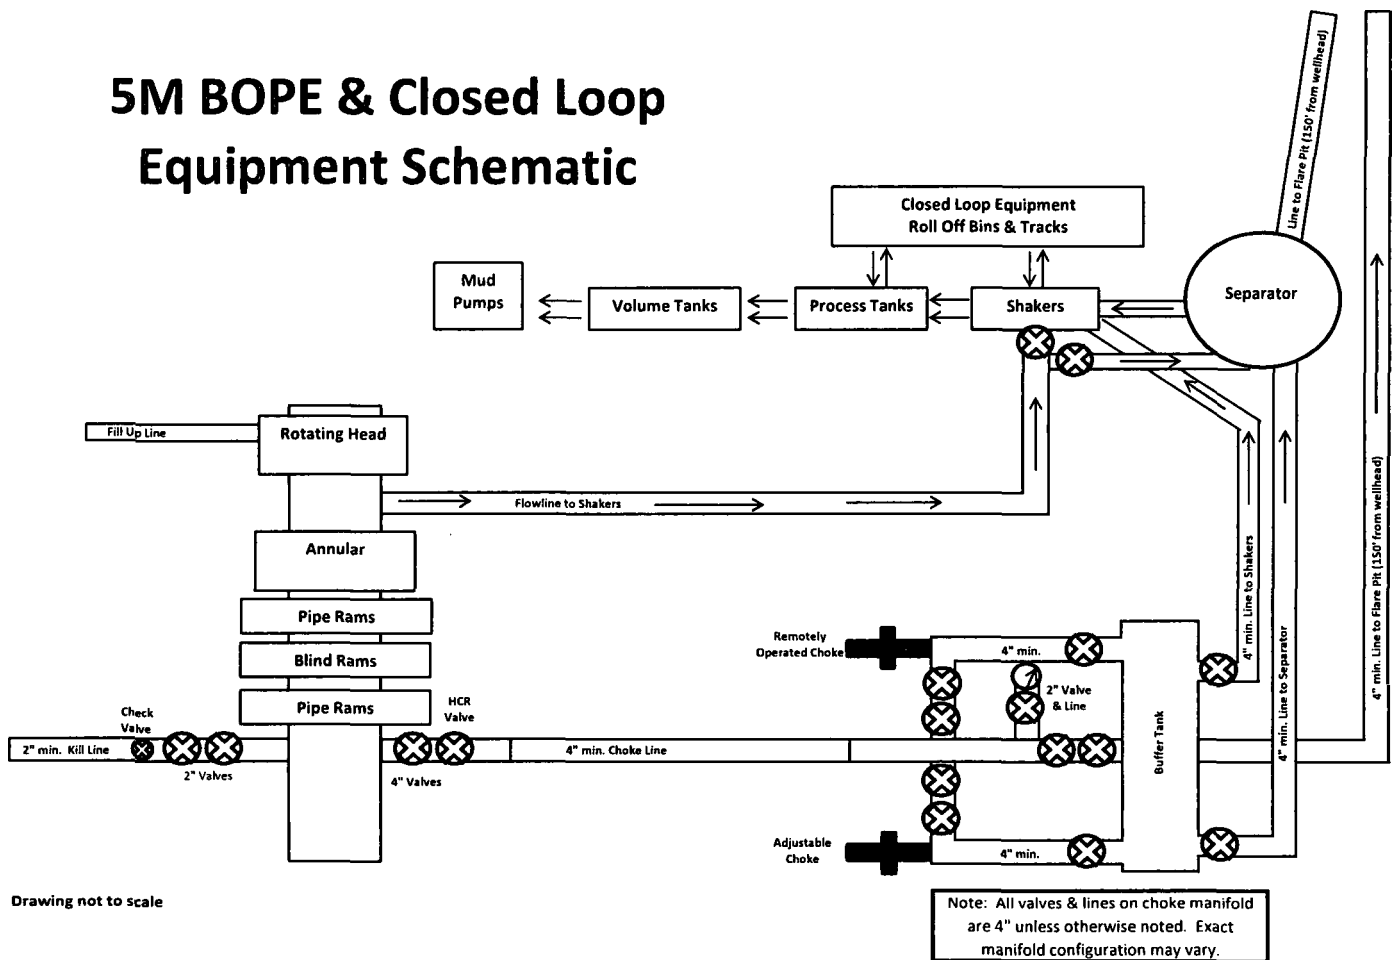 5M BOPE & Closed Loop
Equipment Schematic
Line to Flare Pit (150' from wellhead)
Closed Loop Equipment
Roll Off Bins & Tracks
Mud
Pumps
Volume Tanks
Process Tanks
Shakers
Separator
Fill Up Line
Rotating Head
Flowline to Shakers
Annular
Pipe Rams
Blind Rams
Pipe Rams
Check
Valve
HCR
Valve
2" min. Kill Line
4" min. Choke Line
2" Valves
4" Valves
Remotely
Operated Choke
4" min.
2" Valve
& Line
Buffer Tank
4" min. Line to Shakers
4" min. Line to Separator
4" min. Line to Flare Pit (150' from wellhead)
Adjustable
Choke
4" min.
Drawing not to scale
Note: All valves & lines on choke manifold
are 4" unless otherwise noted. Exact
manifold configuration may vary.